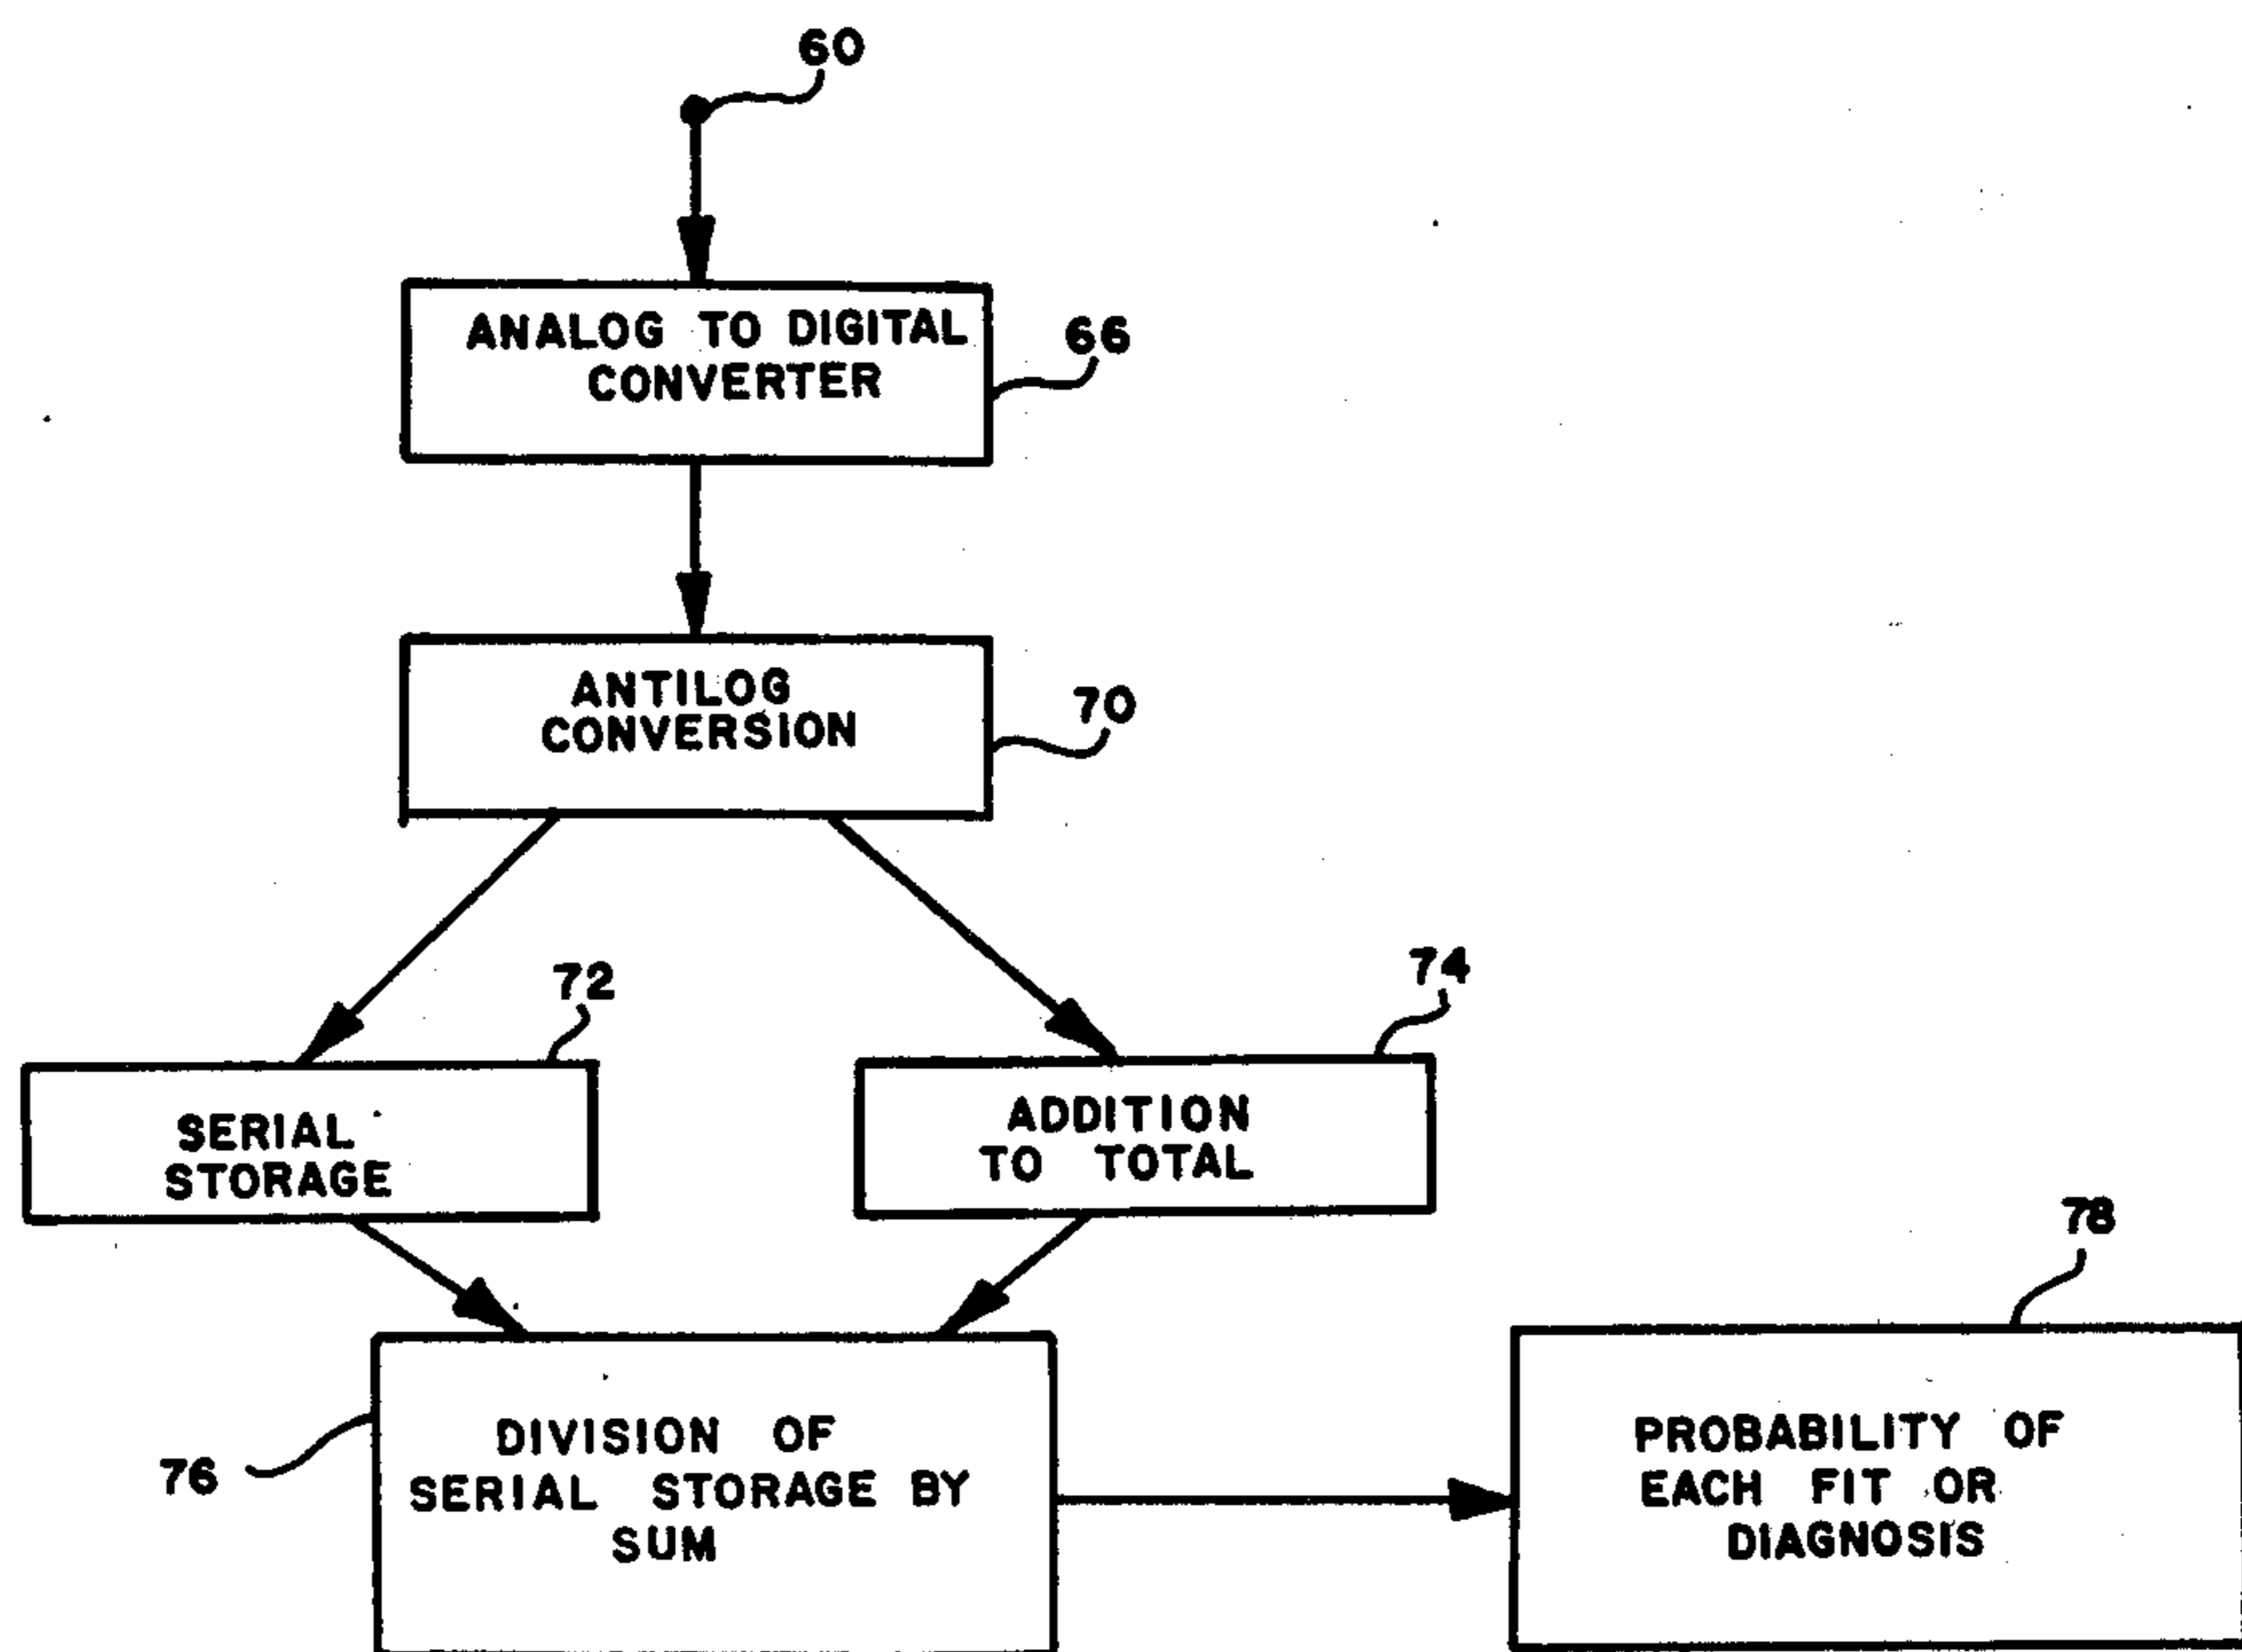 60
ANALOG TO DIGITAL
CONVERTER
66
ANTILOG
CONVERSION
70
72
74
SERIAL
STORAGE
ADDITION
TO TOTAL
78
76
DIVISION OF
SERIAL STORAGE BY
SUM
PROBABILITY OF
EACH FIT OR
DIAGNOSIS